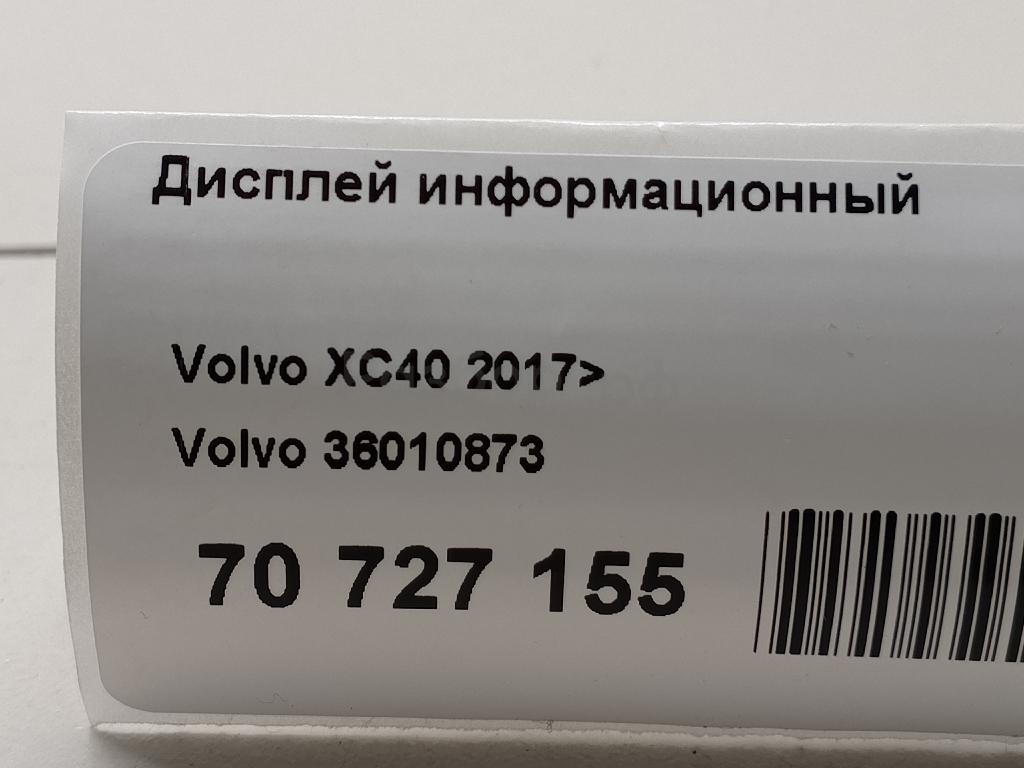 Дисплей информационный
Volvo XC40 2017>
Volvo 36010873
70 727 155